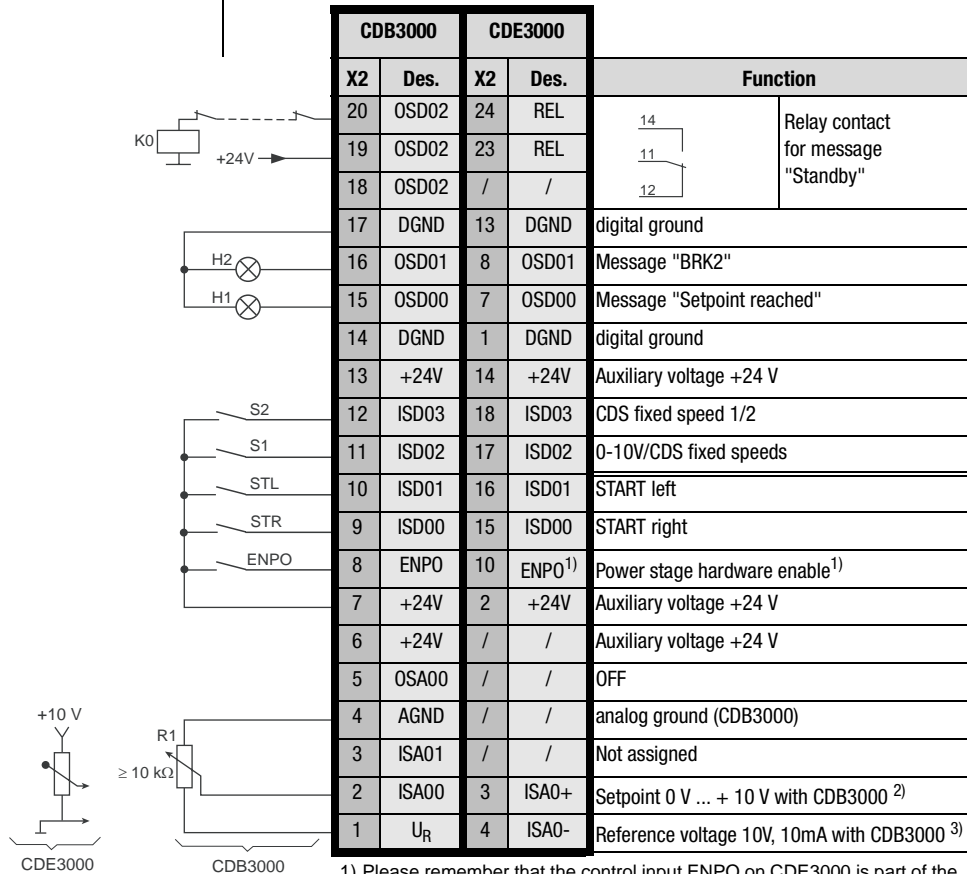 CDB3000 CDE3000
X2 Des. X2 Des. Function
20 OSD02 24 REL
19 OSD02 23 REL
18 OSD02 / /
14
11
12
Relay contact
for message
"Standby"
K0
+24V
17 DGND 13 DGND digital ground
H2 16 OSD01 8 OSD01 Message "BRK2"
H1 15 OSD00 7 OSD00 Message "Setpoint reached"
14 DGND 1 DGND digital ground
13 +24V 14 +24V Auxiliary voltage +24 V
S2 12 ISD03 18 ISD03 CDS fixed speed 1/2
S1 11 ISD02 17 ISD02 0-10V/CDS fixed speeds
STL 10 ISD01 16 ISD01 START left
STR 9 ISD00 15 ISD00 START right
ENPO 8 ENPO 10 ENPO1) Power stage hardware enable1)
7 +24V 2 +24V Auxiliary voltage +24 V
6 +24V / / Auxiliary voltage +24 V
5 OSA00 / / OFF
4 AGND / / analog ground (CDB3000)
3 ISA01 / / Not assigned
2 ISA00 3 ISA0+ Setpoint 0 V ... + 10 V with CDB3000 2)
1 UR 4 ISA0- Reference voltage 10V, 10mA with CDB3000 3)
+10 V
R1
≥ 10 kΩ
CDE3000
CDB3000
1) Please remember that the control input ENPO on CDE3000 is part of the